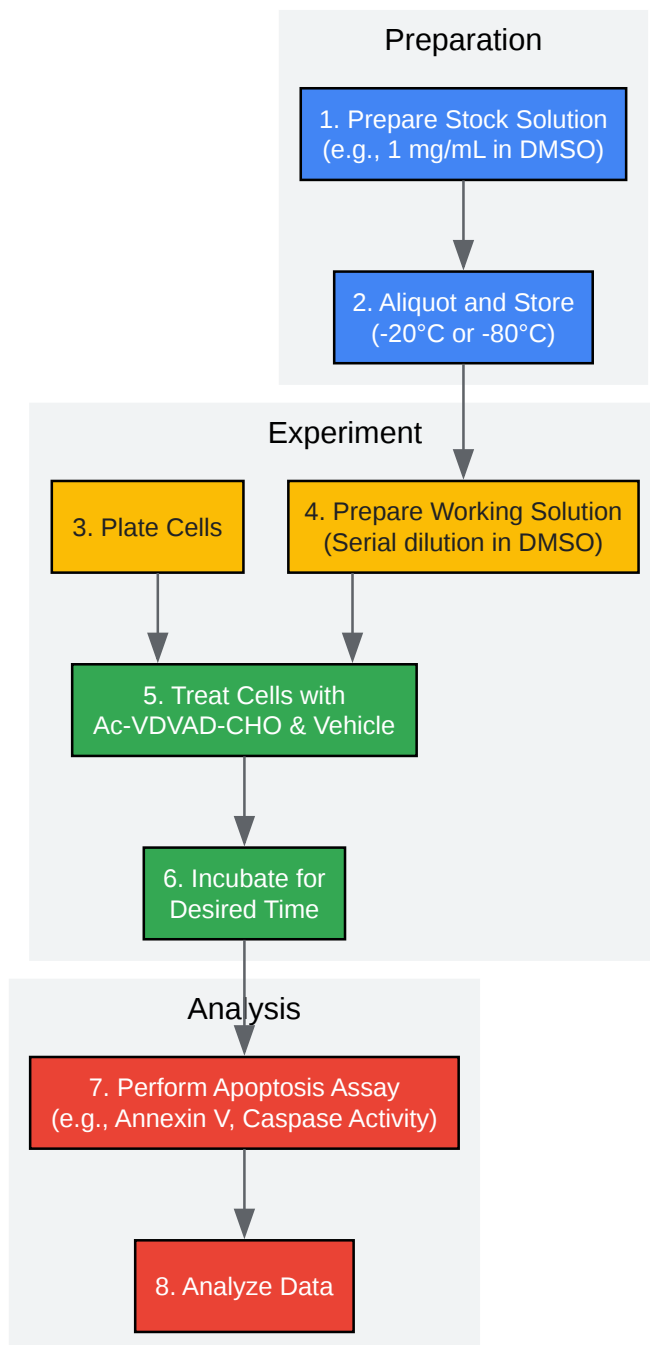 Preparation
1. Prepare Stock Solution
(e.g., 1 mg/mL in DMSO)
2. Aliquot and Store
(-20°C or -80°C)
Experiment
3. Plate Cells
4. Prepare Working Solution
(Serial dilution in DMSO)
5. Treat Cells with
Ac-VDVAD-CHO & Vehicle
6. Incubate for
Desired Time
Analysis
7. Perform Apoptosis Assay
(e.g., Annexin V, Caspase Activity)
8. Analyze Data